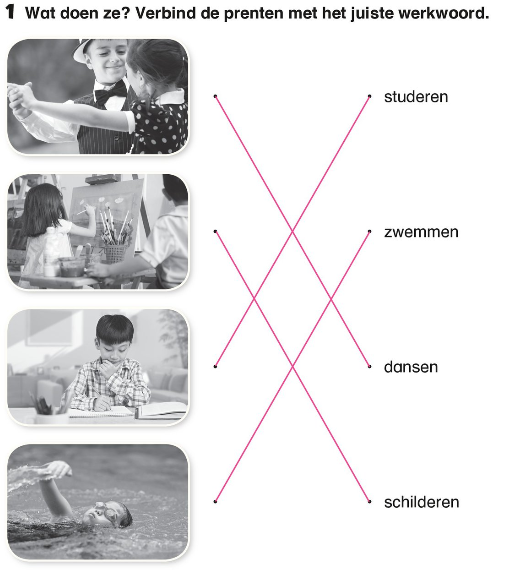 1 Wat doen ze? Verbind de prenten met het juiste werkwoord.
studeren
zwemmen
dansen
schilderen